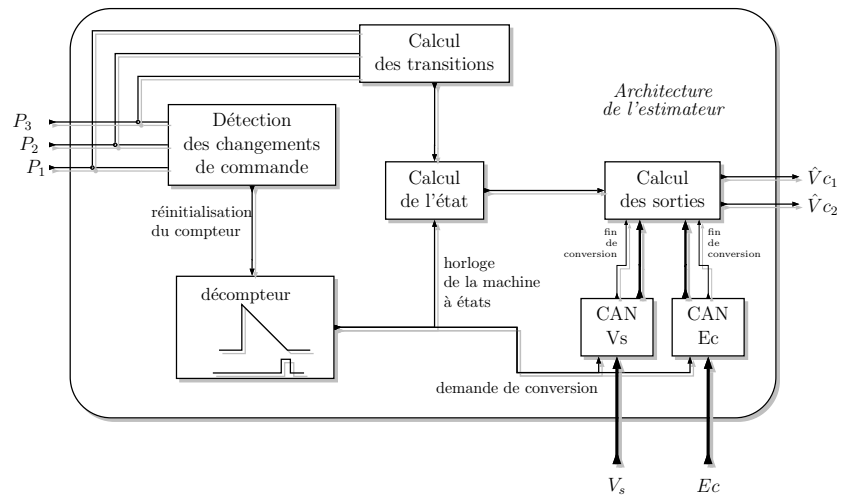 Calcul
des transitions
Architecture
de l'estimateur
P₃
P₂
P₁
Détection
des changements
de commande
Calcul
de l'état
Calcul
des sorties
V̂c₁
V̂c₂
réinitialisation
du compteur
fin
de
conversion
fin
de
conversion
horloge
de la machine
à états
décompteur
CAN
Vs
CAN
Ec
demande de conversion
Vₛ
Ec